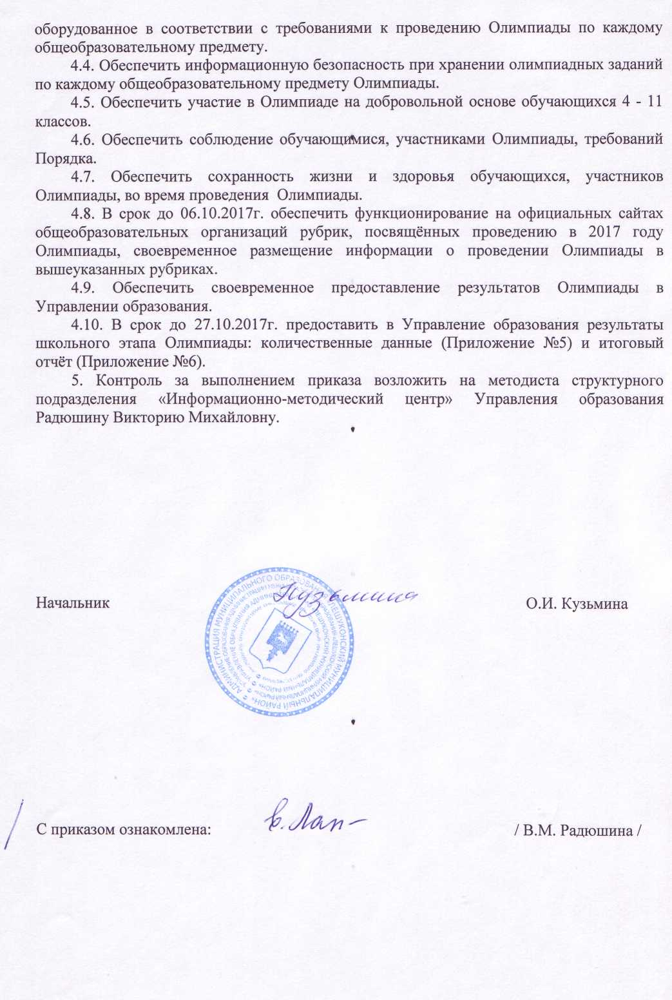 оборудованное в соответствии с требованиями к проведению Олимпиады по каждому
общеобразовательному предмету.
4.4. Обеспечить информационную безопасность при хранении олимпиадных заданий
по каждому общеобразовательному предмету Олимпиады.
4.5. Обеспечить участие в Олимпиаде на добровольной основе обучающихся 4 - 11
классов.
4.6. Обеспечить соблюдение обучающимися, участниками Олимпиады, требований
Порядка.
4.7. Обеспечить сохранность жизни и здоровья обучающихся, участников
Олимпиады, во время проведения Олимпиады.
4.8. В срок до 06.10.2017г. обеспечить функционирование на официальных сайтах
общеобразовательных организаций рубрик, посвящённых проведению в 2017 году
Олимпиады, своевременное размещение информации о проведении Олимпиады в
вышеуказанных рубриках.
4.9. Обеспечить своевременное предоставление результатов Олимпиады в
Управлении образования.
4.10. В срок до 27.10.2017г. предоставить в Управление образования результаты
школьного этапа Олимпиады: количественные данные (Приложение №5) и итоговый
отчёт (Приложение №6).
5. Контроль за выполнением приказа возложить на методиста структурного
подразделения «Информационно-методический центр» Управления образования
Радюшину Викторию Михайловну.
Начальник Кузьмина О.И. Кузьмина
АДМИНИСТРАЦИЯ МУНИЦИПАЛЬНОГО ОБРАЗОВАНИЯ «ЛЕШУКОНСКИЙ МУНИЦИПАЛЬНЫЙ РАЙОН»
С приказом ознакомлена: / В.М. Радюшина /